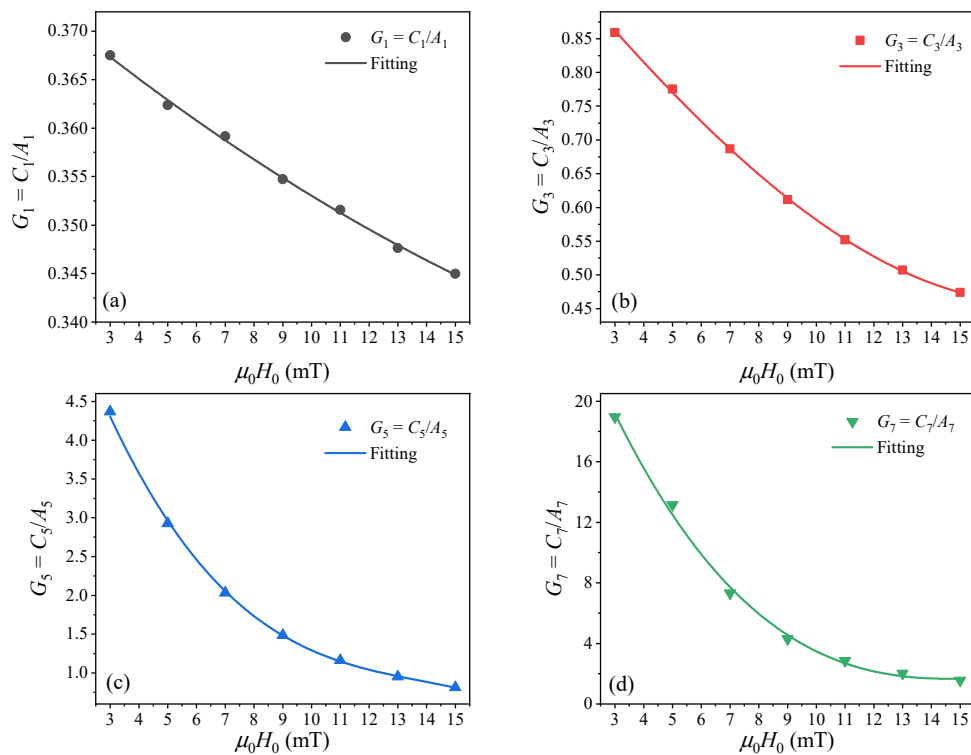 0.370
0.365
0.360
0.355
0.350
0.345
0.340
G1 = C1/A1
G1 = C1/A1
Fitting
(a)
3 4 5 6 7 8 9 10 11 12 13 14 15
μ0H0 (mT)
0.85
0.80
0.75
0.70
0.65
0.60
0.55
0.50
0.45
G3 = C3/A3
G3 = C3/A3
Fitting
(b)
3 4 5 6 7 8 9 10 11 12 13 14 15
μ0H0 (mT)
4.5
4.0
3.5
3.0
2.5
2.0
1.5
1.0
G5 = C5/A5
G5 = C5/A5
Fitting
(c)
3 4 5 6 7 8 9 10 11 12 13 14 15
μ0H0 (mT)
20
16
12
8
4
0
G7 = C7/A7
G7 = C7/A7
Fitting
(d)
3 4 5 6 7 8 9 10 11 12 13 14 15
μ0H0 (mT)